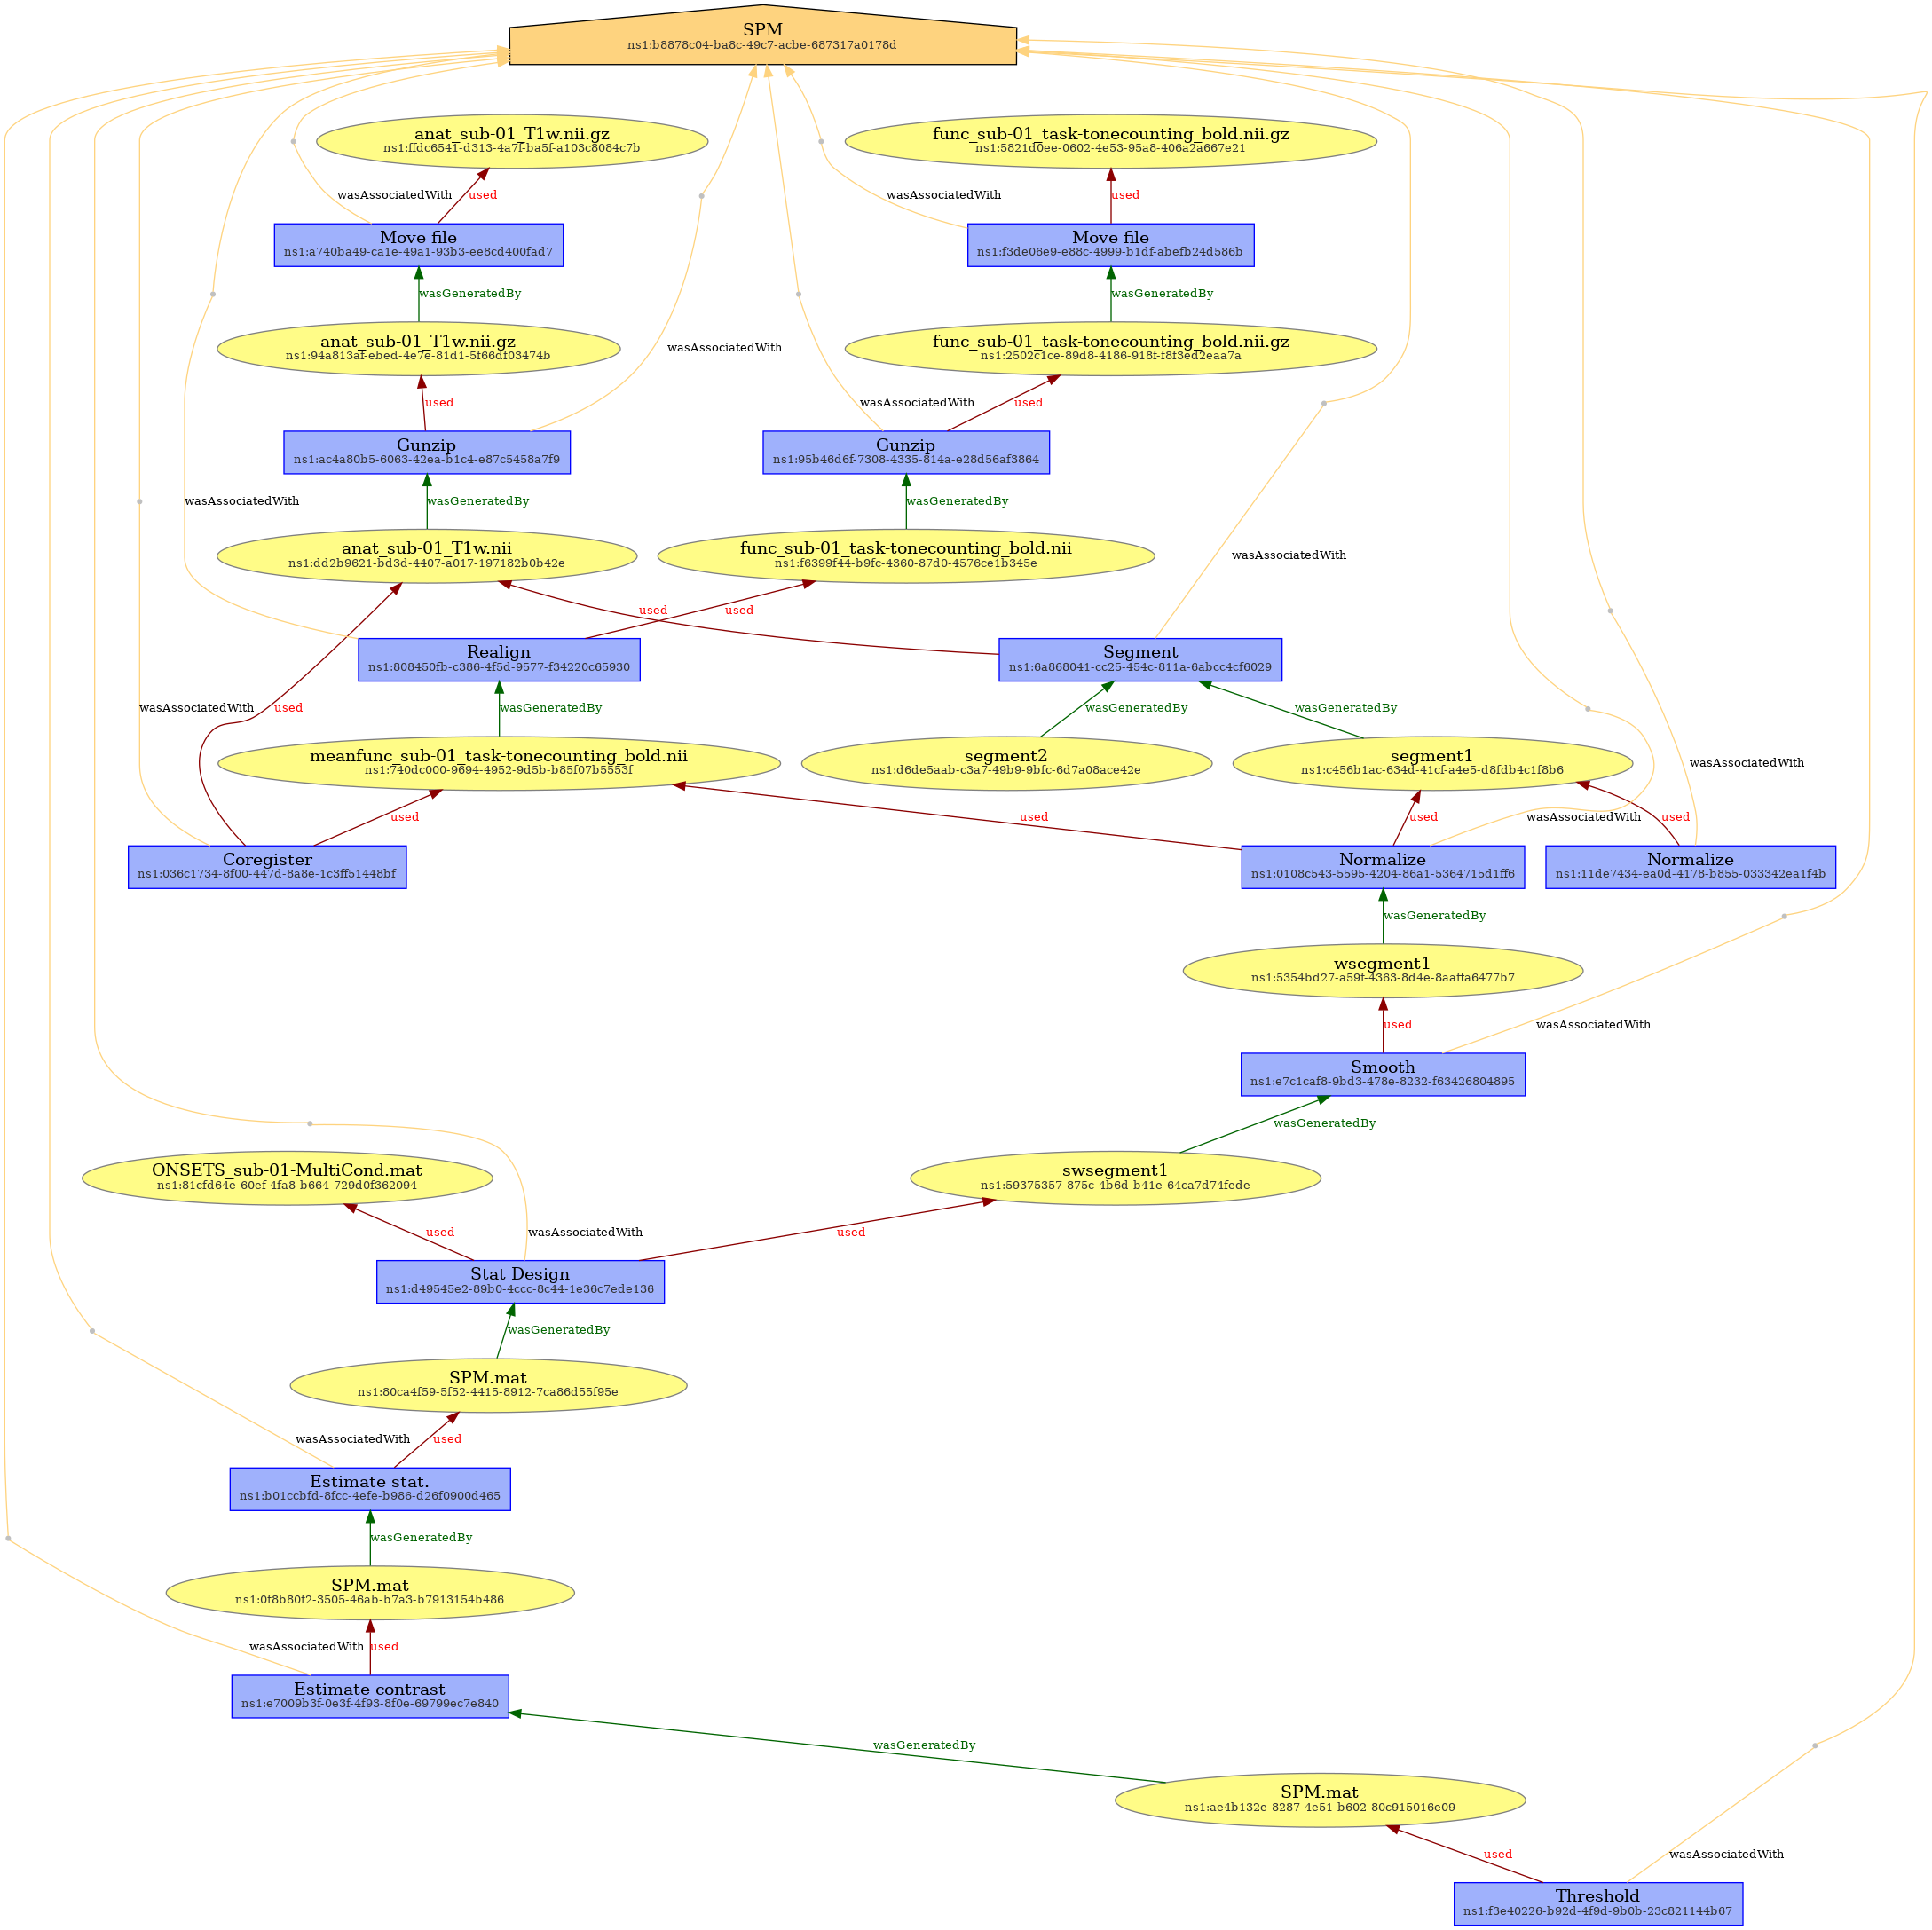 SPM
ns1:b8878c04-ba8c-49c7-acbe-687317a0178d
anat_sub-01_T1w.nii.gz
ns1:ffdc6541-d313-4a7f-ba5f-a103c8084c7b
func_sub-01_task-tonecounting_bold.nii.gz
ns1:5821d0ee-0602-4e53-95a8-406a2a667e21
wasAssociatedWith
used
wasAssociatedWith
used
Move file
ns1:a740ba49-ca1e-49a1-93b3-ee8cd400fad7
Move file
ns1:f3de06e9-e88c-4999-b1df-abefb24d586b
wasGeneratedBy
wasGeneratedBy
anat_sub-01_T1w.nii.gz
ns1:94a813af-ebed-4e7e-81d1-5f66df03474b
wasAssociatedWith
func_sub-01_task-tonecounting_bold.nii.gz
ns1:2502c1ce-89d8-4186-918f-f8f3ed2eaa7a
used
wasAssociatedWith
used
Gunzip
ns1:ac4a80b5-6063-42ea-b1c4-e87c5458a7f9
Gunzip
ns1:95b46d6f-7308-4335-814a-e28d56af3864
wasAssociatedWith
wasGeneratedBy
wasGeneratedBy
anat_sub-01_T1w.nii
ns1:dd2b9621-bd3d-4407-a017-197182b0b42e
func_sub-01_task-tonecounting_bold.nii
ns1:f6399f44-b9fc-4360-87d0-4576ce1b345e
wasAssociatedWith
used
used
Realign
ns1:808450fb-c386-4f5d-9577-f34220c65930
Segment
ns1:6a868041-cc25-454c-811a-6abcc4cf6029
wasAssociatedWith
used
wasGeneratedBy
wasGeneratedBy
wasGeneratedBy
meanfunc_sub-01_task-tonecounting_bold.nii
ns1:740dc000-9694-4952-9d5b-b85f07b5553f
segment2
ns1:d6de5aab-c3a7-49b9-9bfc-6d7a08ace42e
segment1
ns1:c456b1ac-634d-41cf-a4e5-d8fdb4c1f8b6
wasAssociatedWith
used
used
used
wasAssociatedWith
used
Coregister
ns1:036c1734-8f00-447d-8a8e-1c3ff51448bf
Normalize
ns1:0108c543-5595-4204-86a1-5364715d1ff6
Normalize
ns1:11de7434-ea0d-4178-b855-033342ea1f4b
wasGeneratedBy
wsegment1
ns1:5354bd27-a59f-4363-8d4e-8aaffa6477b7
used
wasAssociatedWith
Smooth
ns1:e7c1caf8-9bd3-478e-8232-f63426804895
wasGeneratedBy
ONSETS_sub-01-MultiCond.mat
ns1:81cfd64e-60ef-4fa8-b664-729d0f362094
swsegment1
ns1:59375357-875c-4b6d-b41e-64ca7d74fede
used
wasAssociatedWith
used
Stat Design
ns1:d49545e2-89b0-4ccc-8c44-1e36c7ede136
wasGeneratedBy
SPM.mat
ns1:80ca4f59-5f52-4415-8912-7ca86d55f95e
wasAssociatedWith
used
Estimate stat.
ns1:b01ccbfd-8fcc-4efe-b986-d26f0900d465
wasGeneratedBy
SPM.mat
ns1:0f8b80f2-3505-46ab-b7a3-b7913154b486
wasAssociatedWith
used
Estimate contrast
ns1:e7009b3f-0e3f-4f93-8f0e-69799ec7e840
wasGeneratedBy
SPM.mat
ns1:ae4b132e-8287-4e51-b602-80c915016e09
used
wasAssociatedWith
Threshold
ns1:f3e40226-b92d-4f9d-9b0b-23c821144b67